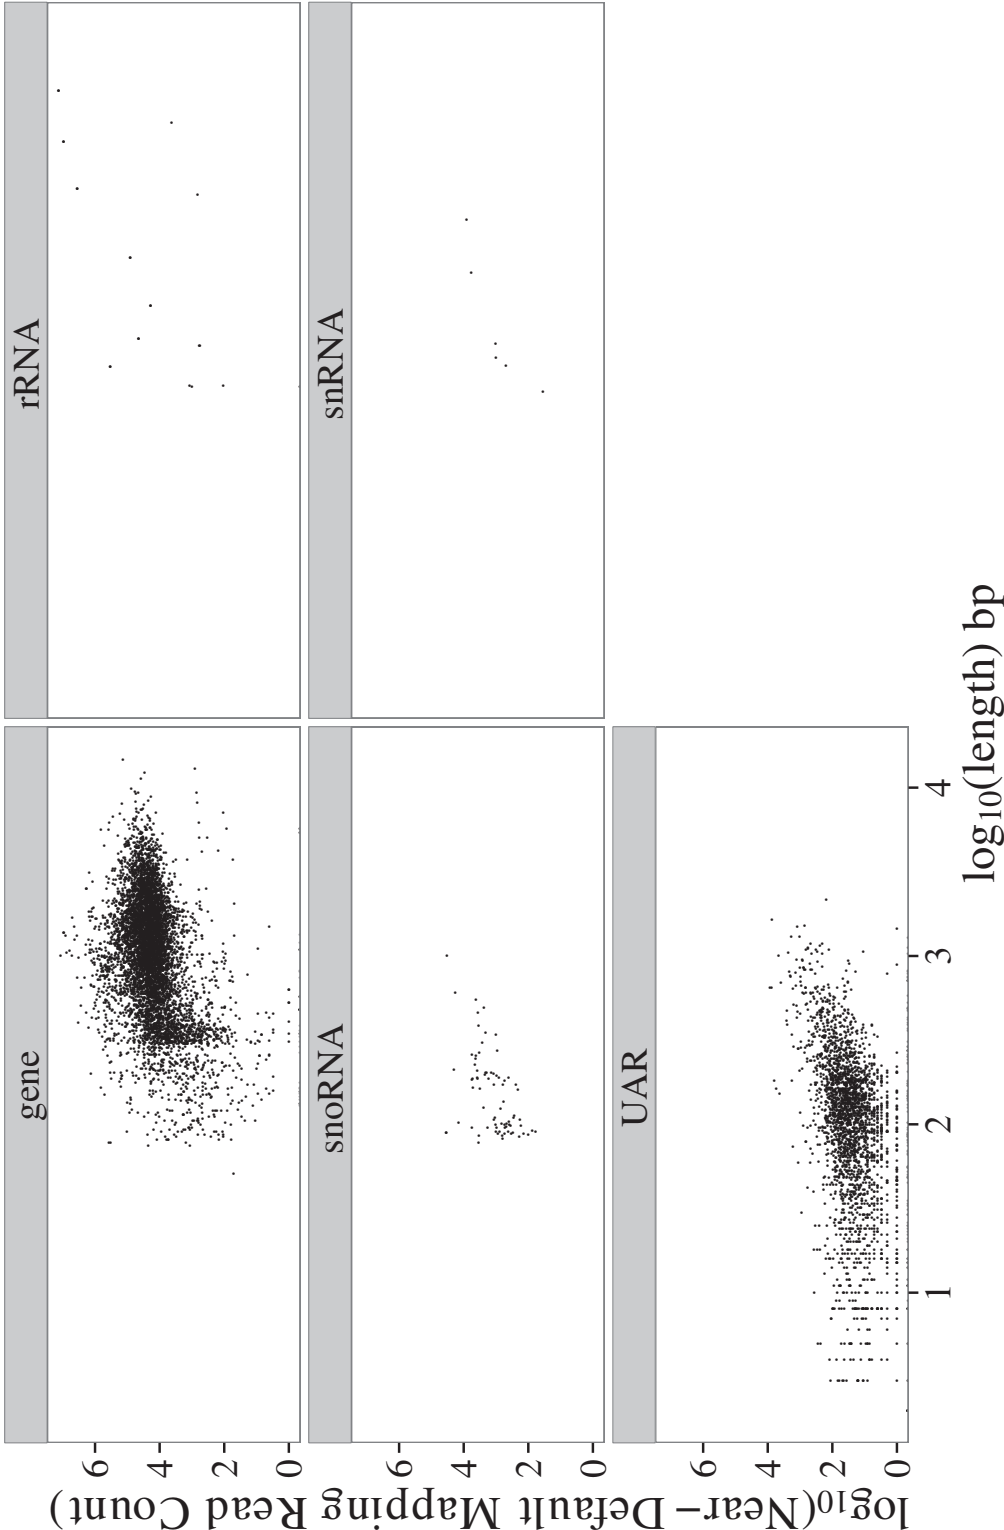 gene
rRNA
6
4
2
0
snoRNA
snRNA
6
4
2
0
UAR
6
4
2
0
1
2
3
4
log10(length) bp
log10(Near−Default Mapping Read Count)